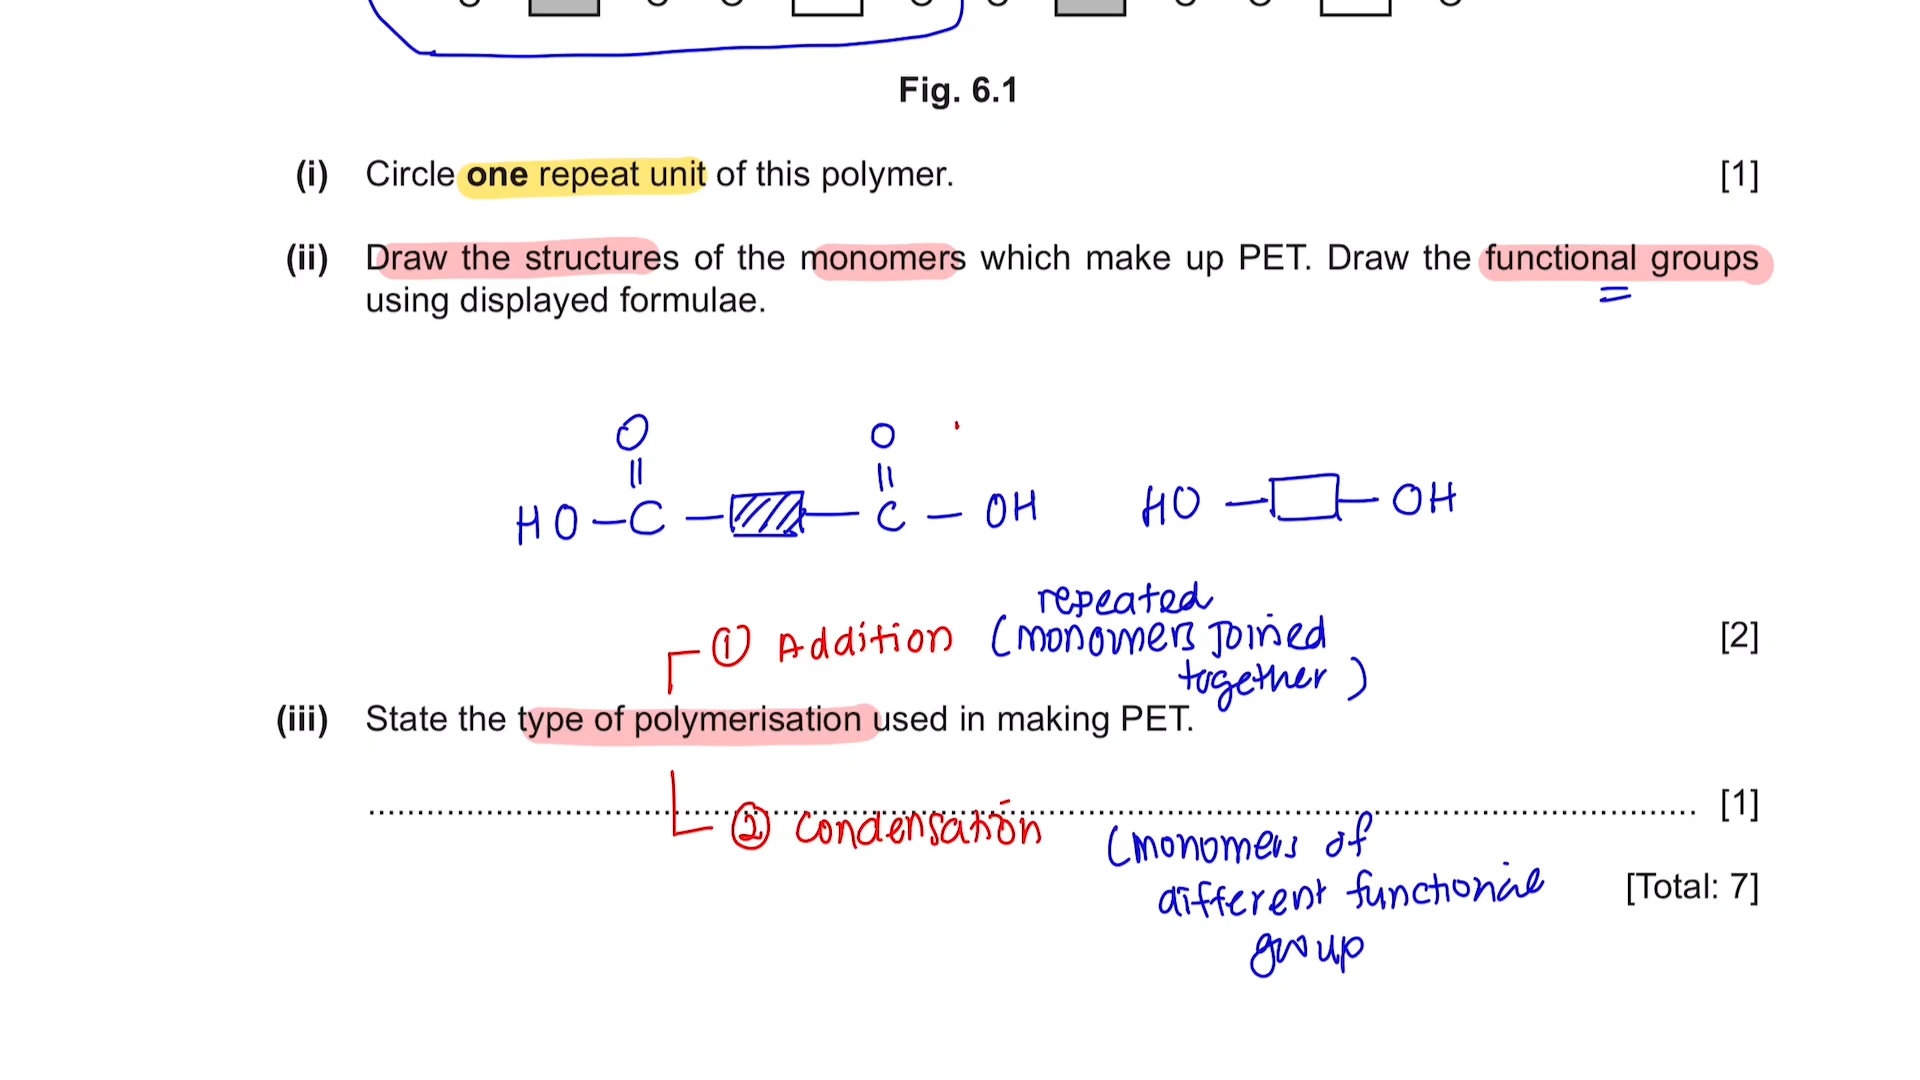 Fig. 6.1
(i) Circle one repeat unit of this polymer. [1]
(ii) Draw the structures of the monomers which make up PET. Draw the functional groups
using displayed formulae.
O O
HO–C – – C – OH HO – – OH
repeated
① Addition (monomers joined [2]
together)
(iii) State the type of polymerisation used in making PET.
[1]
② condensation (monomers of
different functional [Total: 7]
group